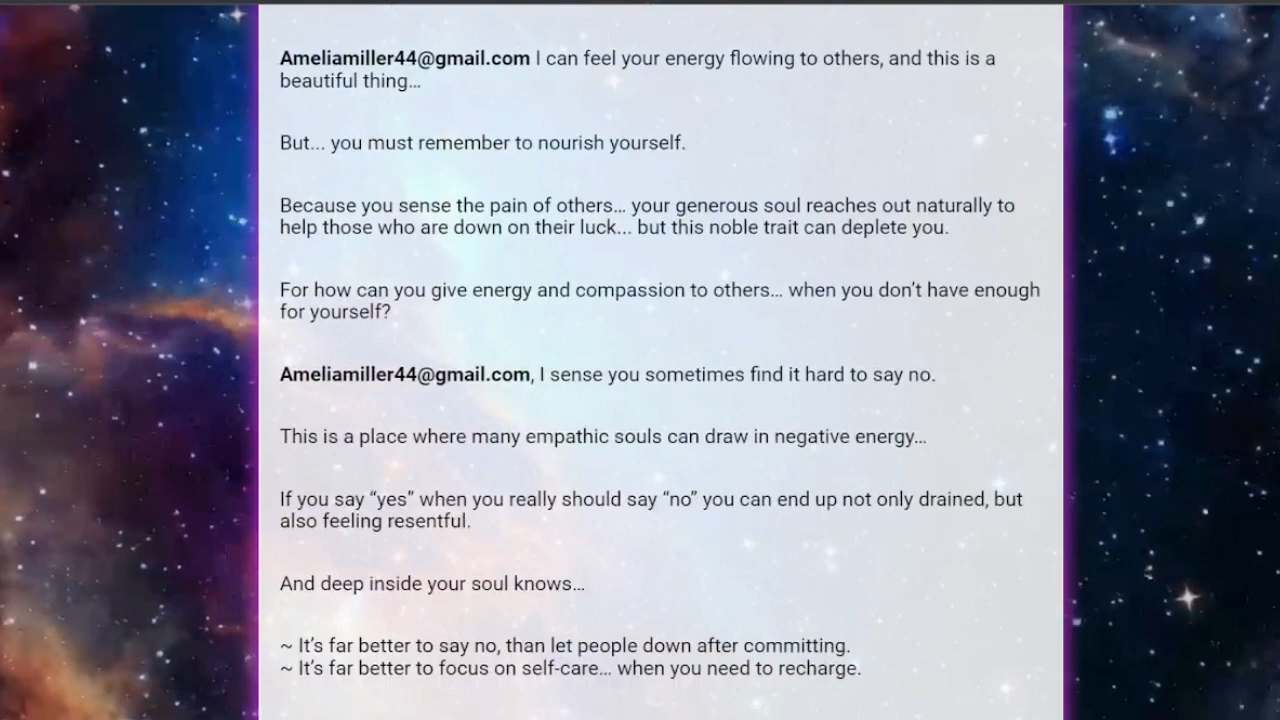 Ameliamiller44@gmail.com I can feel your energy flowing to others, and this is a
beautiful thing...
But... you must remember to nourish yourself.
Because you sense the pain of others... your generous soul reaches out naturally to
help those who are down on their luck... but this noble trait can deplete you.
For how can you give energy and compassion to others... when you don’t have enough
for yourself?
Ameliamiller44@gmail.com, I sense you sometimes find it hard to say no.
This is a place where many empathic souls can draw in negative energy...
If you say “yes” when you really should say “no” you can end up not only drained, but
also feeling resentful.
And deep inside your soul knows...
~ It’s far better to say no, than let people down after committing.
~ It’s far better to focus on self-care... when you need to recharge.